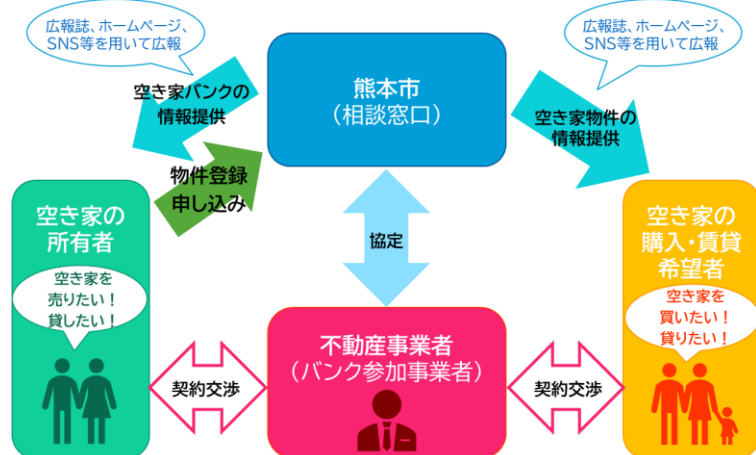 広報誌、ホームページ、
SNS等を用いて広報
広報誌、ホームページ、
SNS等を用いて広報
熊本市
（相談窓口）
空き家バンクの
情報提供
空き家物件の
情報提供
物件登録
申し込み
空き家の
所有者
空き家を
売りたい！
貸したい！
協定
空き家の
購入・賃貸
希望者
空き家を
買いたい！
貸りたい！
不動産事業者
（バンク参加事業者）
契約交渉
契約交渉